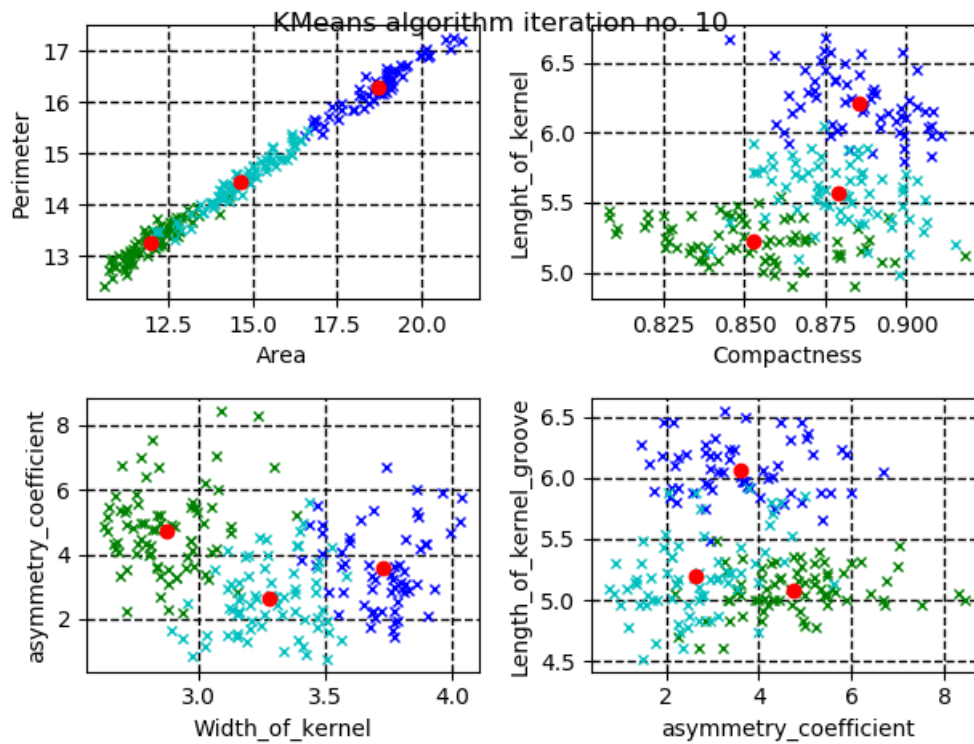 KMeans algorithm iteration no. 10
Perimeter
17
16
15
14
13
12.5 15.0 17.5 20.0
Area
Lenght_of_kernel
6.5
6.0
5.5
5.0
0.825 0.850 0.875 0.900
Compactness
asymmetry_coefficient
8
6
4
2
3.0 3.5 4.0
Width_of_kernel
Length_of_kernel_groove
6.5
6.0
5.5
5.0
4.5
2 4 6 8
asymmetry_coefficient